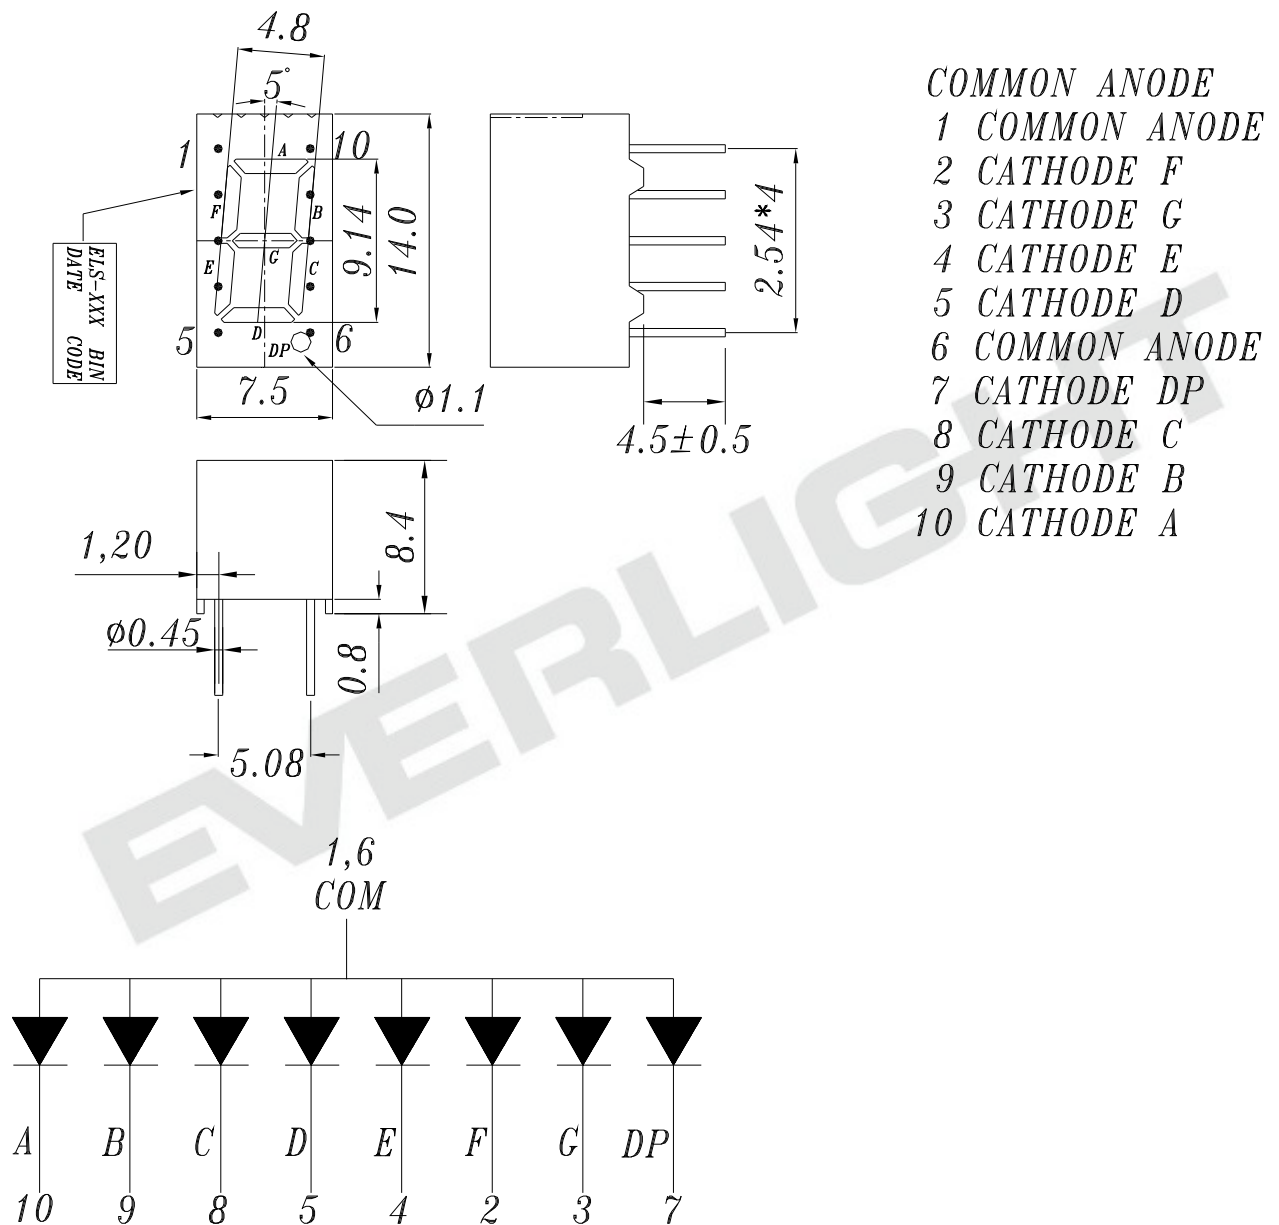 4.8
5°
1
10
A
F
B
G
E
C
D
DP
5
6
9.14
14.0
7.5
ø1.1
ELS-XXX BIN
DATE CODE
2.54*4
4.5±0.5
COMMON ANODE
1 COMMON ANODE
2 CATHODE F
3 CATHODE G
4 CATHODE E
5 CATHODE D
6 COMMON ANODE
7 CATHODE DP
8 CATHODE C
9 CATHODE B
10 CATHODE A
1,20
8.4
ø0.45
0.8
5.08
EVERLIGHT
1,6
COM
A B C D E F G DP
10 9 8 5 4 2 3 7